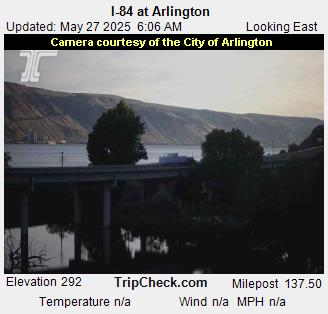 I-84 at Arlington
Updated: May 27 2025 6:06 AM Looking East
Camera courtesy of the City of Arlington
Elevation 292 TripCheck.com Milepost 137.50
Temperature n/a Wind n/a MPH n/a